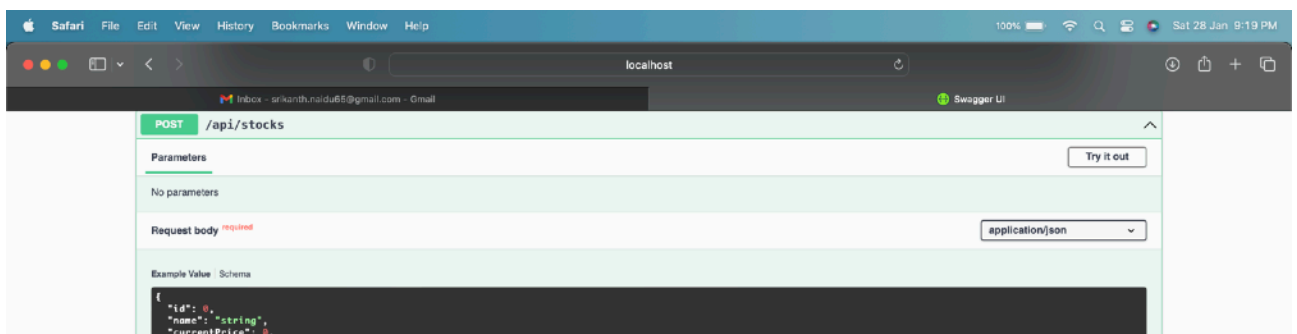 Safari File Edit View History Bookmarks Window Help 100% Sat 28 Jan 9:19 PM
localhost
Inbox - srikanth.naidu65@gmail.com - Gmail Swagger UI
POST /api/stocks
Parameters Try it out
No parameters
Request body required application/json
Example Value Schema
{
"id": 0,
"name": "string",
"currentPrice": 0,